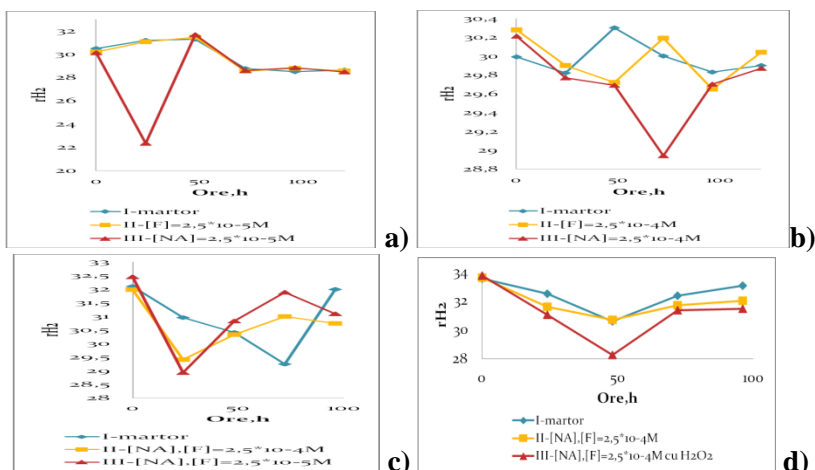 32
30
28
26
24
22
20
rH2
0
50
100
Ore,h
I-martor
II-[F]=2,5*10-5M
III-[NA]=2,5*10-5M
a)
30,4
30,2
30
29,8
29,6
29,4
29,2
29
28,8
rH2
0
50
100
Ore,h
I-martor
II-[F]=2,5*10-4M
III-[NA]=2,5*10-4M
b)
33
32,5
32
31,5
31
30,5
30
29,5
29
28,5
28
rH2
0
50
100
Ore,h
I-martor
II-[NA],[F]=2,5*10-4M
III-[NA],[F]=2,5*10-5M
c)
34
32
30
28
rH2
0
50
100
Ore,h
I-martor
II-[NA],[F]=2,5*10-4M
III-[NA],[F]=2,5*10-4M cu H2O2
d)